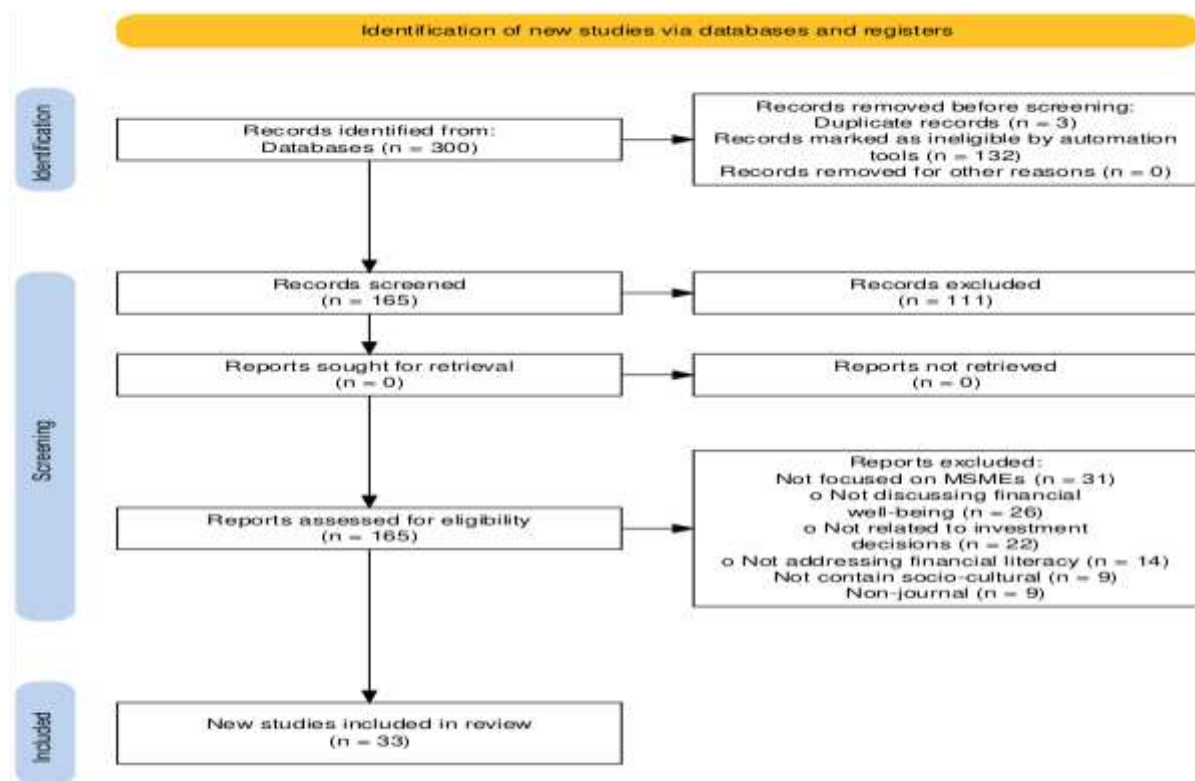 Identification of new studies via databases and registers
Identification
Records identified from:
Databases (n = 300)
Records removed before screening:
Duplicate records (n = 3)
Records marked as ineligible by automation
tools (n = 132)
Records removed for other reasons (n = 0)
Screening
Records screened
(n = 165)
Records excluded
(n = 111)
Reports sought for retrieval
(n = 0)
Reports not retrieved
(n = 0)
Reports assessed for eligibility
(n = 165)
Reports excluded:
Not focused on MSMEs (n = 31)
o Not discussing financial
well-being (n = 26)
o Not related to investment
decisions (n = 22)
o Not addressing financial literacy (n = 14)
Not contain socio-cultural (n = 9)
Non-journal (n = 9)
Included
New studies included in review
(n = 33)